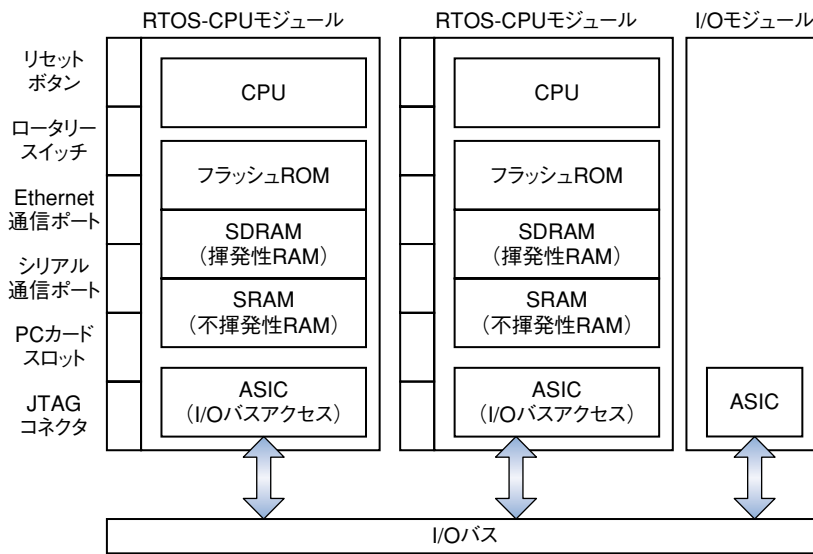 RTOS-CPUモジュール
RTOS-CPUモジュール
I/Oモジュール
リセット
ボタン
ロータリー
スイッチ
Ethernet
通信ポート
シリアル
通信ポート
PCカード
スロット
JTAG
コネクタ
CPU
フラッシュROM
SDRAM
（揮発性RAM）
SRAM
（不揮発性RAM）
ASIC
（I/Oバスアクセス）
CPU
フラッシュROM
SDRAM
（揮発性RAM）
SRAM
（不揮発性RAM）
ASIC
（I/Oバスアクセス）
ASIC
I/Oバス